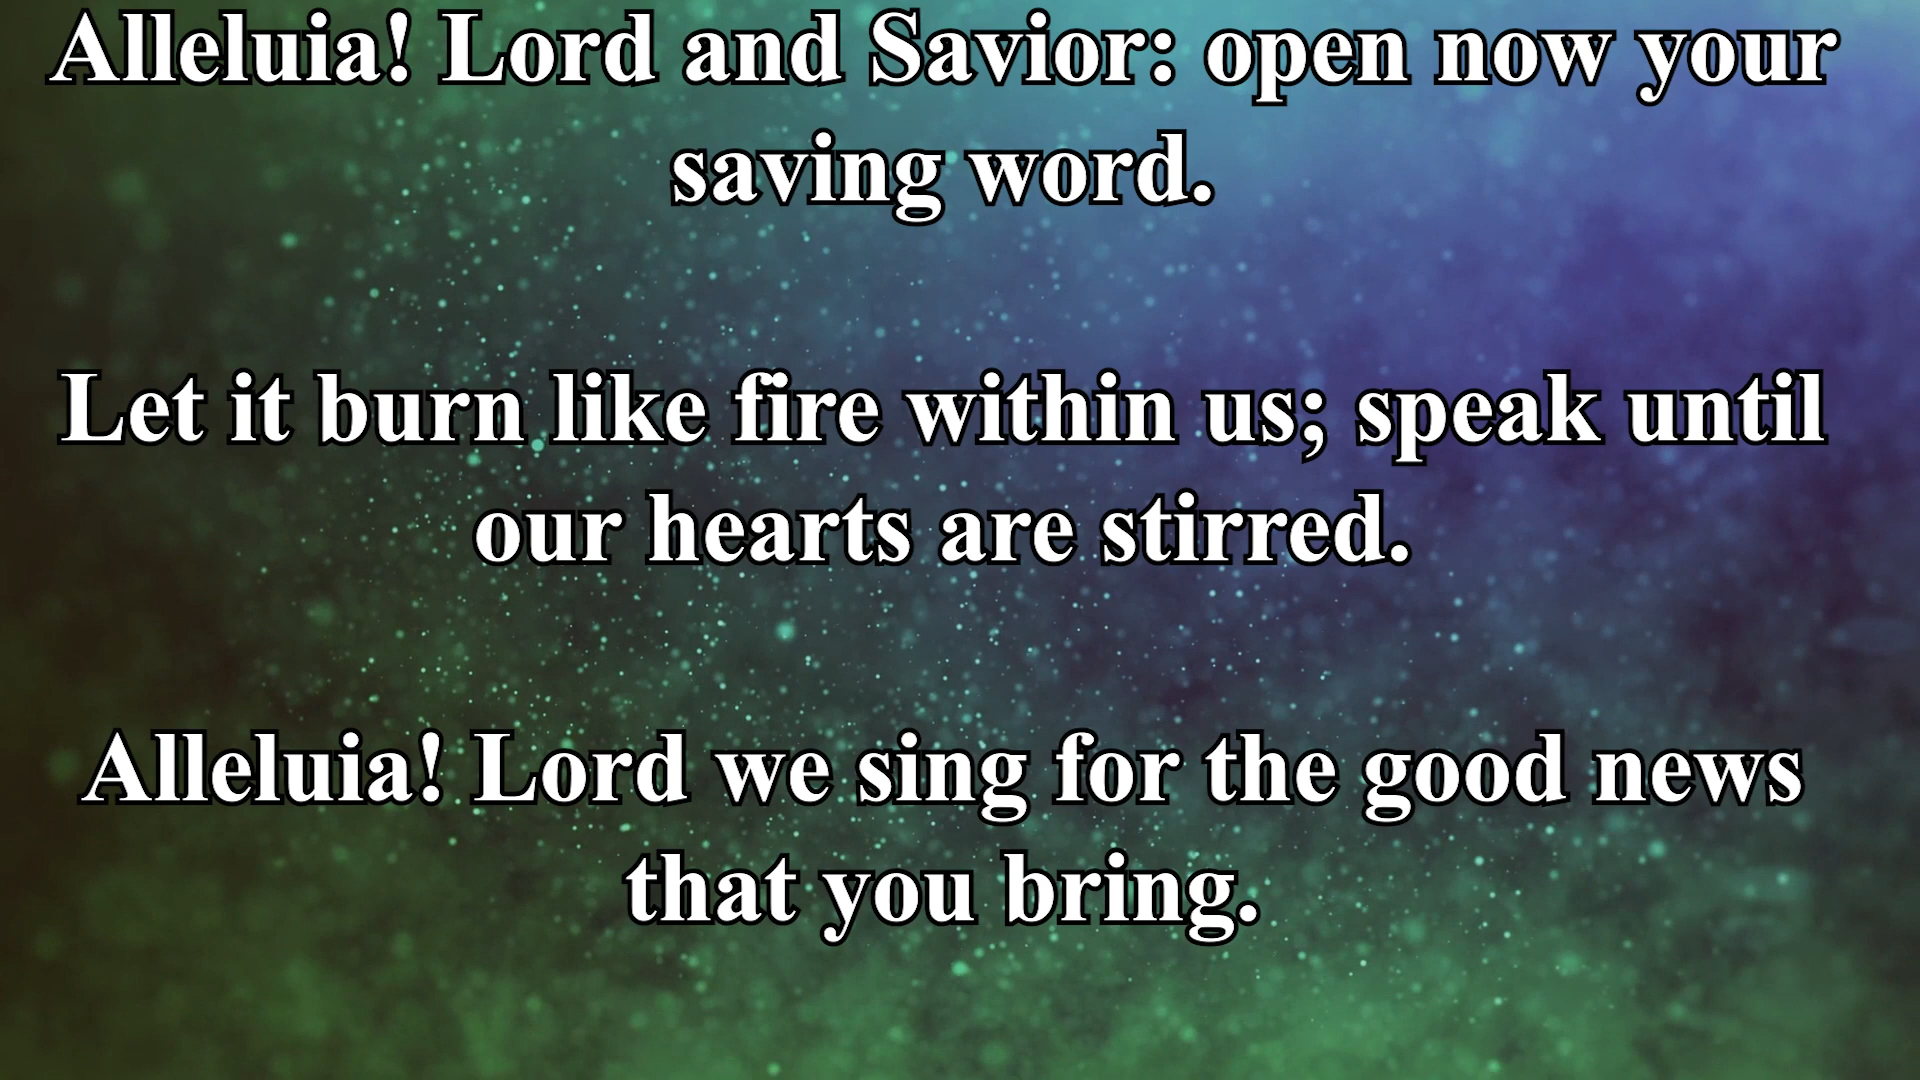 Alleluia! Lord and Savior: open now your
saving word.
Let it burn like fire within us; speak until
our hearts are stirred.
Alleluia! Lord we sing for the good news
that you bring.